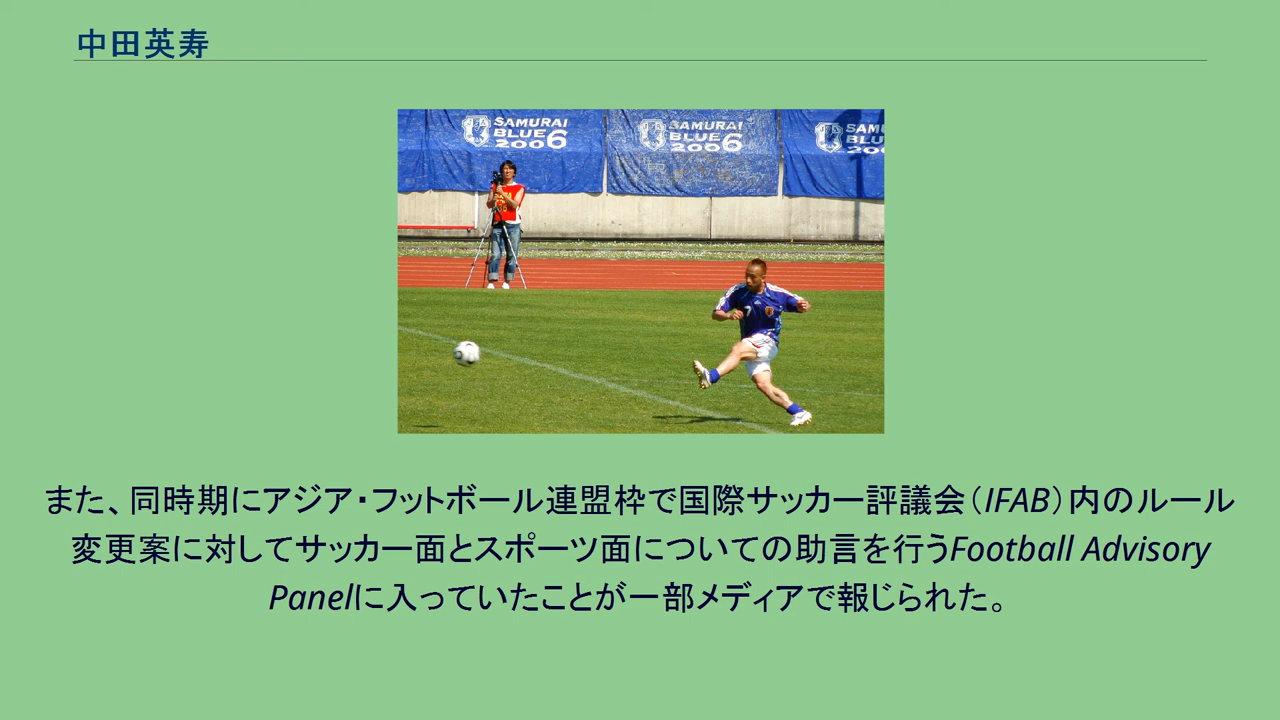 中田英寿
SAMURAI
BLUE
2006
SAMURAI
BLUE
2006
SAM
BLU
200
7
また、同時期にアジア・フットボール連盟枠で国際サッカー評議会（IFAB）内のルール
変更案に対してサッカー面とスポーツ面についての助言を行うFootball Advisory
Panelに入っていたことが一部メディアで報じられた。